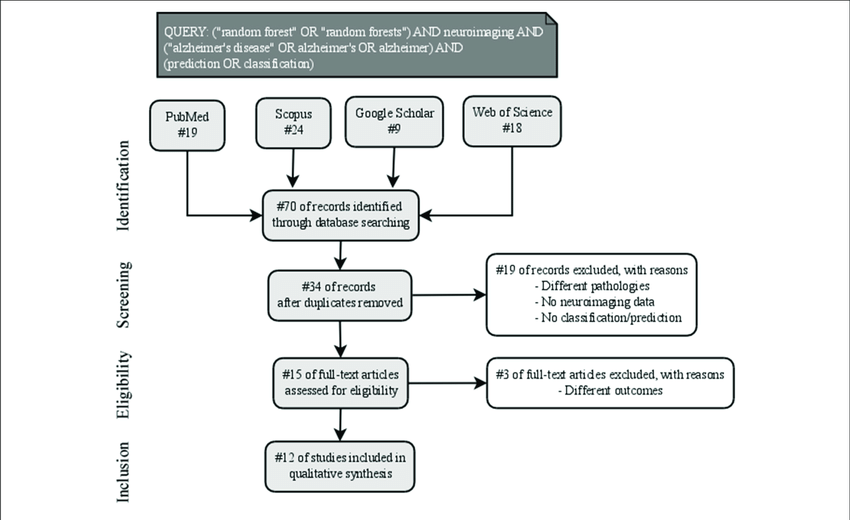 QUERY: ("random forest" OR "random forests") AND neuroimaging AND
("alzheimer's disease" OR alzheimer's OR alzheimer) AND
(prediction OR classification)
PubMed
#19
Scopus
#24
Google Scholar
#9
Web of Science
#18
Identification
#70 of records identified
through database searching
Screening
#34 of records
after duplicates removed
#19 of records excluded, with reasons
- Different pathologies
- No neuroimaging data
- No classification/prediction
Eligibility
#15 of full-text articles
assessed for eligibility
#3 of full-text articles excluded, with reasons
- Different outcomes
Inclusion
#12 of studies included in
qualitative synthesis